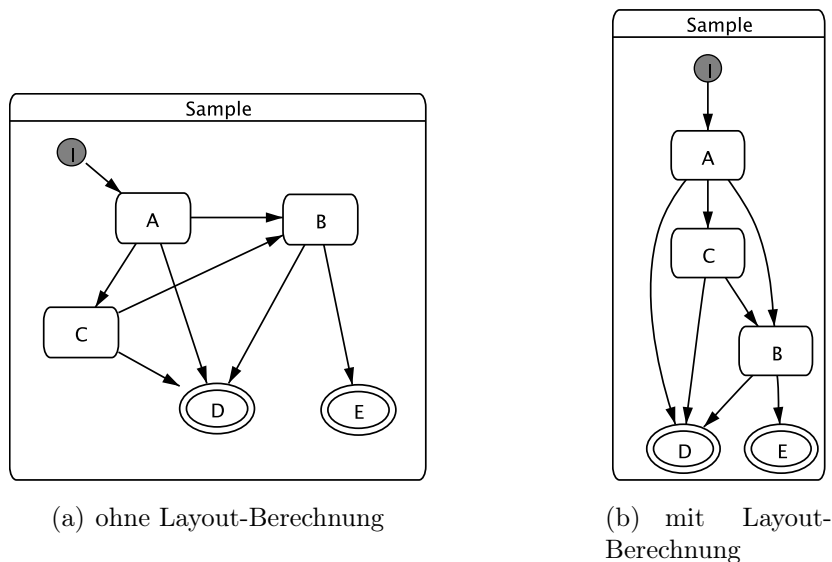 Sample
I
A
B
C
D
E
(a) ohne Layout-Berechnung
Sample
I
A
C
B
D
E
(b) mit Layout-
Berechnung